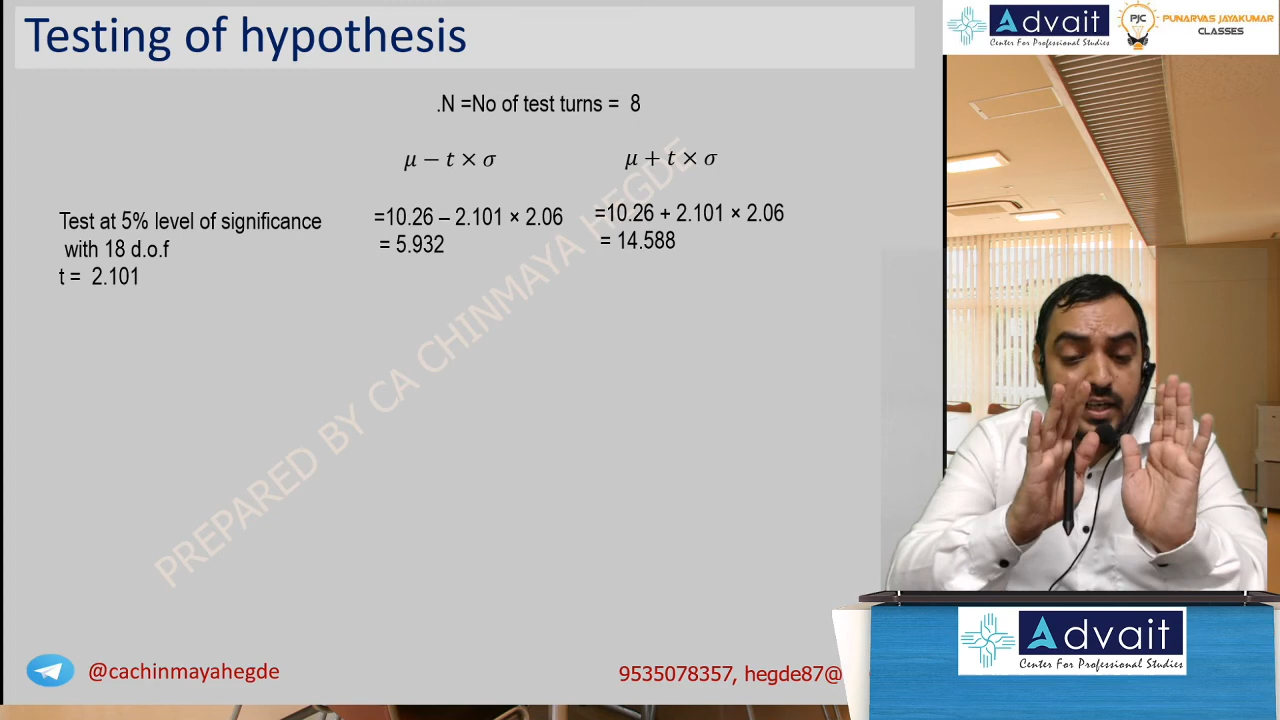 Testing of hypothesis
.N =No of test turns = 8
𝜇 − 𝑡 × 𝜎
𝜇 + 𝑡 × 𝜎
Test at 5% level of significance
with 18 d.o.f
t = 2.101
=10.26 – 2.101 × 2.06
= 5.932
=10.26 + 2.101 × 2.06
= 14.588
PREPARED BY CA CHINMAYA HEGDE
@cachinmayahegde
9535078357, hegde87@
Advait
Center For Professional Studies
PJC
PUNARVAS JAYAKUMAR
CLASSES
Advait
Center For Professional Studies